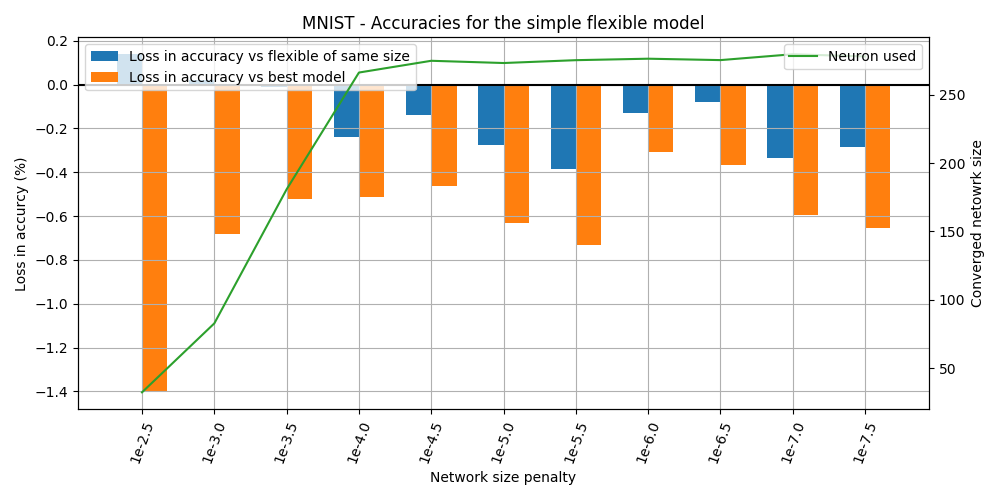 MNIST - Accuracies for the simple flexible model
Loss in accuracy vs flexible of same size
Loss in accuracy vs best model
Neuron used
0.2
0.0
−0.2
−0.4
−0.6
−0.8
−1.0
−1.2
−1.4
Loss in accurcy (%)
250
200
150
100
50
Converged netowrk size
1e-2.5
1e-3.0
1e-3.5
1e-4.0
1e-4.5
1e-5.0
1e-5.5
1e-6.0
1e-6.5
1e-7.0
1e-7.5
Network size penalty